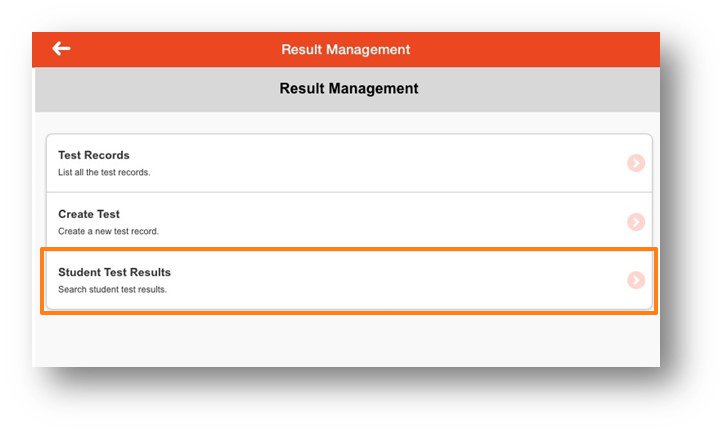 Result Management
Result Management
Test Records
List all the test records.
Create Test
Create a new test record.
Student Test Results
Search student test results.